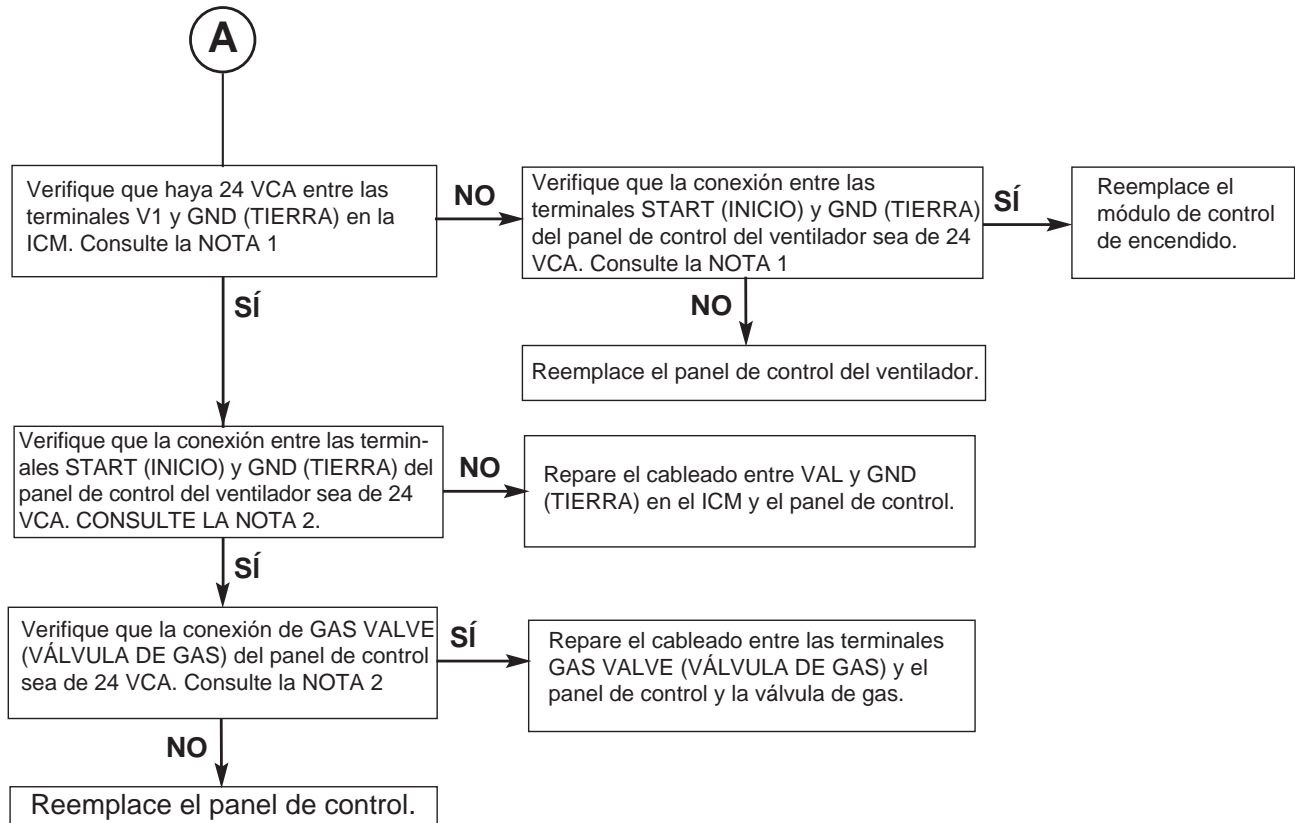 A
Verifique que haya 24 VCA entre las
terminales V1 y GND (TIERRA) en la
ICM. Consulte la NOTA 1
NO
Verifique que la conexión entre las
terminales START (INICIO) y GND (TIERRA)
del panel de control del ventilador sea de 24
VCA. Consulte la NOTA 1
SÍ
Reemplace el
módulo de control
de encendido.
SÍ
NO
Reemplace el panel de control del ventilador.
Verifique que la conexión entre las termin-
ales START (INICIO) y GND (TIERRA) del
panel de control del ventilador sea de 24
VCA. CONSULTE LA NOTA 2.
NO
Repare el cableado entre VAL y GND
(TIERRA) en el ICM y el panel de control.
SÍ
Verifique que la conexión de GAS VALVE
(VÁLVULA DE GAS) del panel de control
sea de 24 VCA. Consulte la NOTA 2
SÍ
Repare el cableado entre las terminales
GAS VALVE (VÁLVULA DE GAS) y el
panel de control y la válvula de gas.
NO
Reemplace el panel de control.